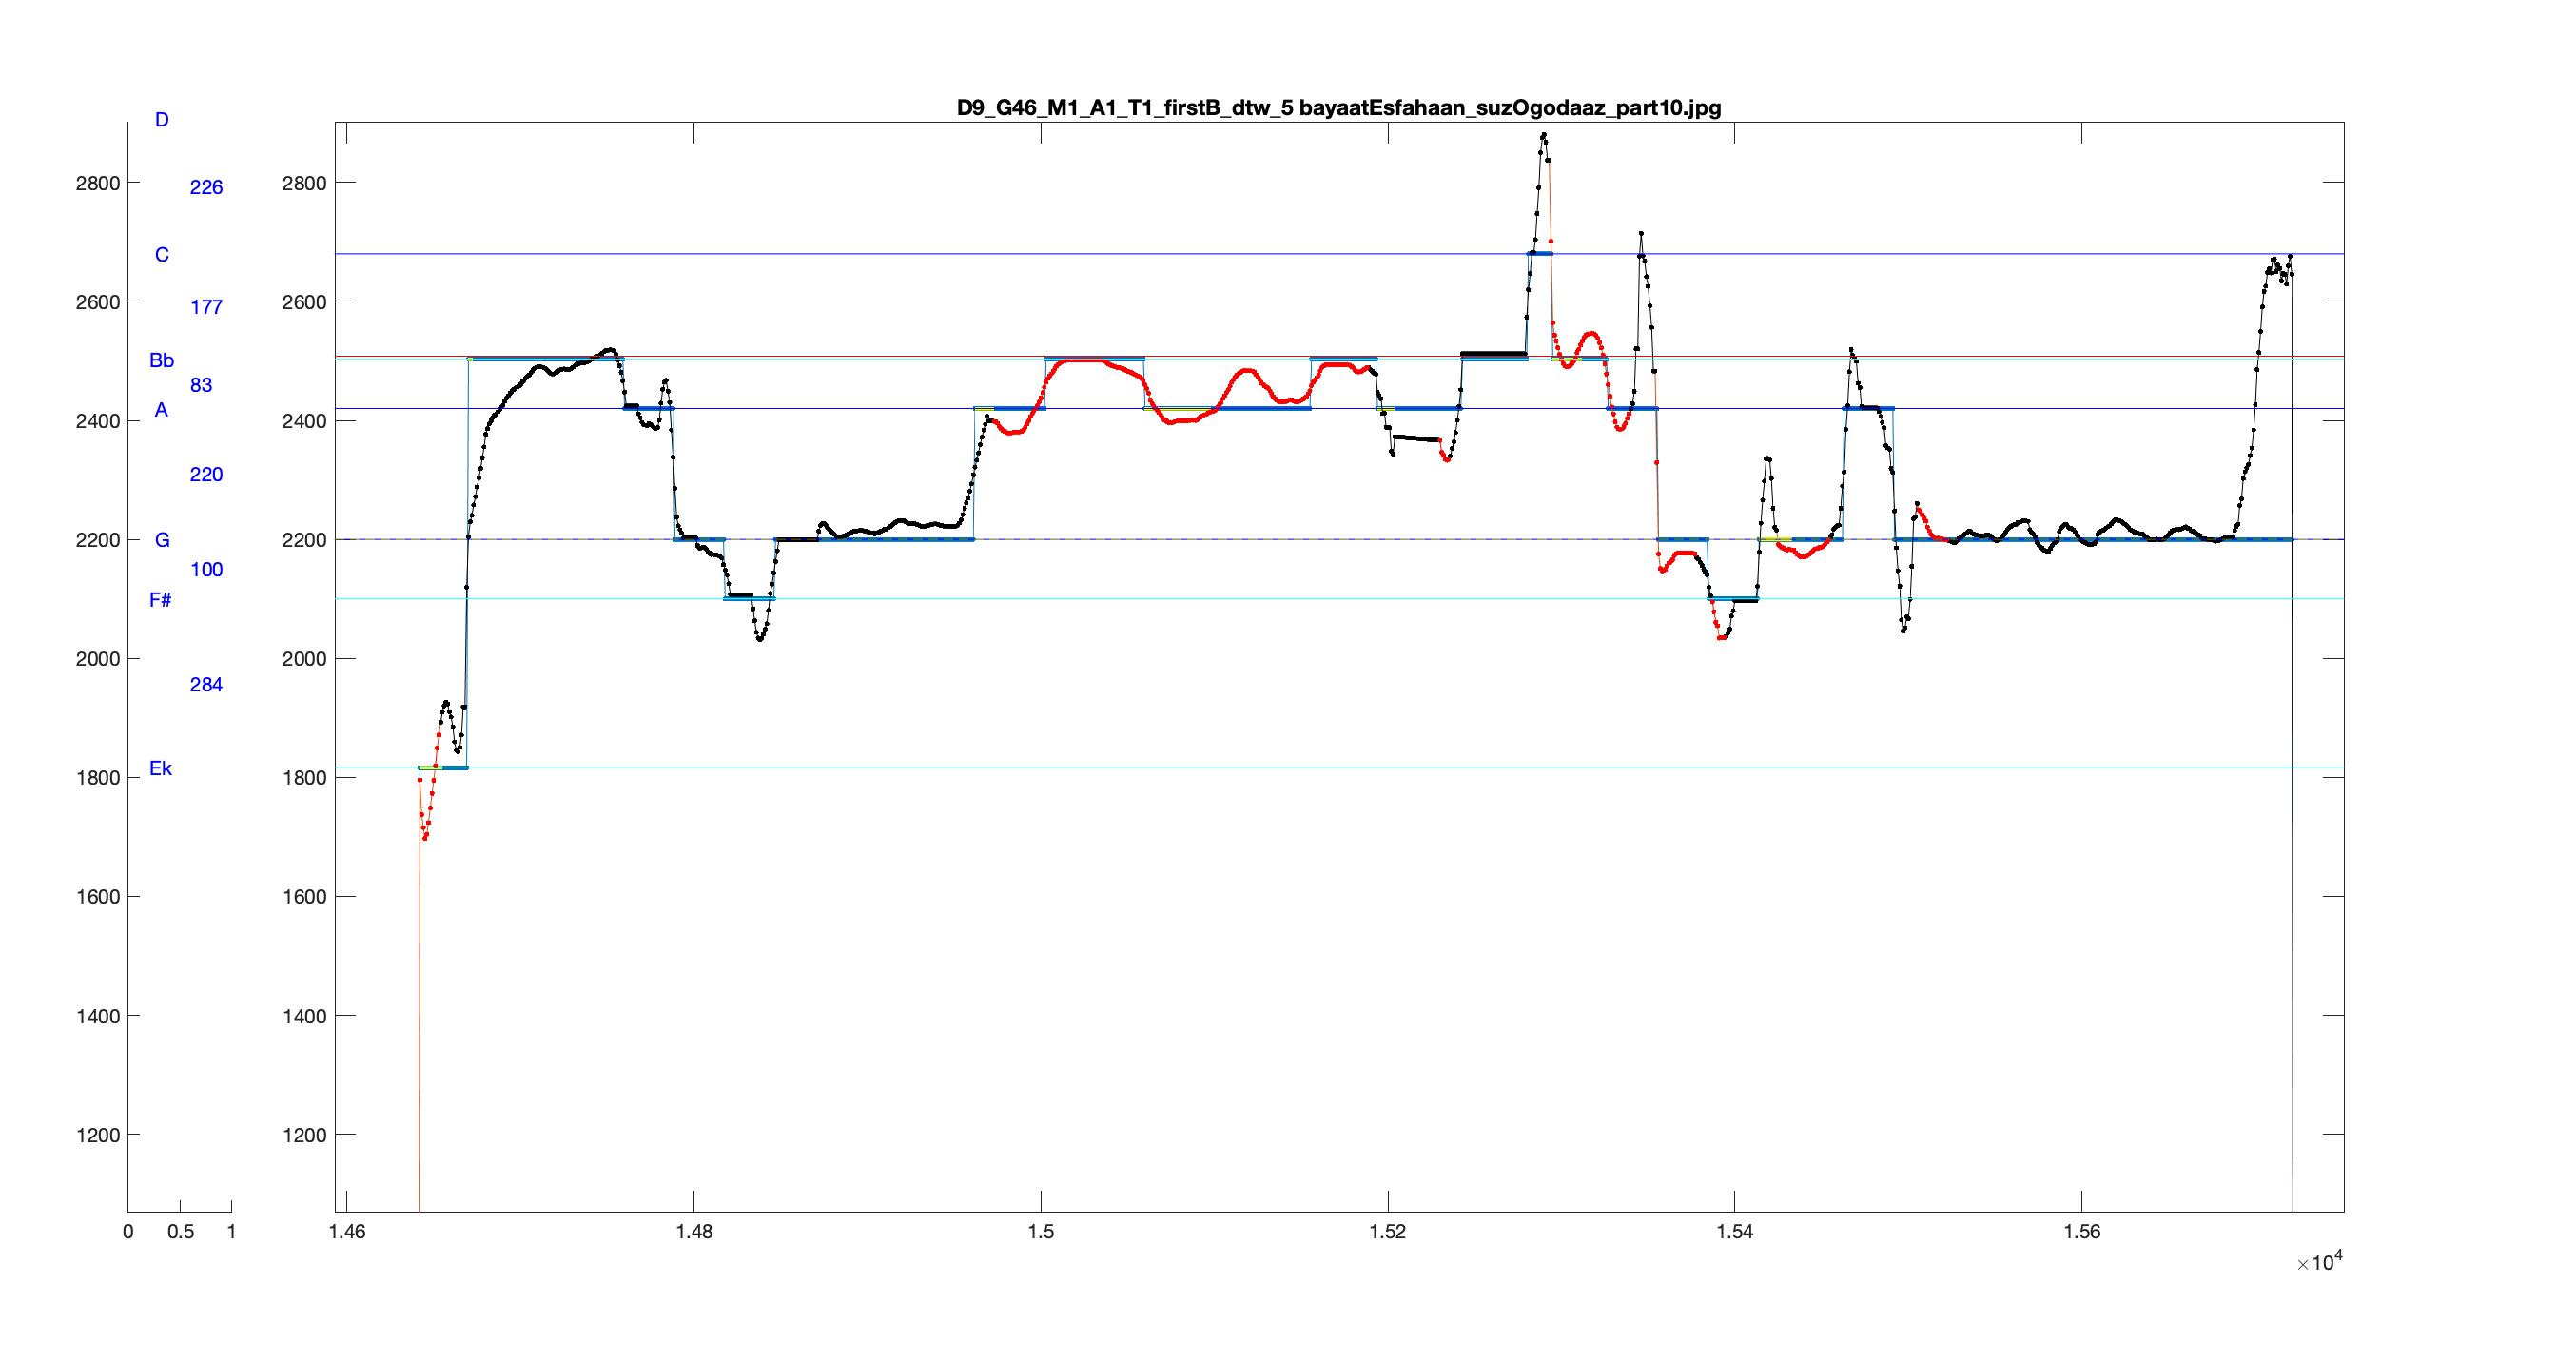 D9_G46_M1_A1_T1_firstB_dtw_5 bayaatEsfahaan_suzOgodaaz_part10.jpg
D
2800 226 2800
C
2600 177 2600
Bb
83
A
2400 2400
220
2200 G 2200
100
F#
2000 2000
284
Ek
1800 1800
1600 1600
1400 1400
1200 1200
0 0.5 1 1.46 1.48 1.5 1.52 1.54 1.56
×10⁴